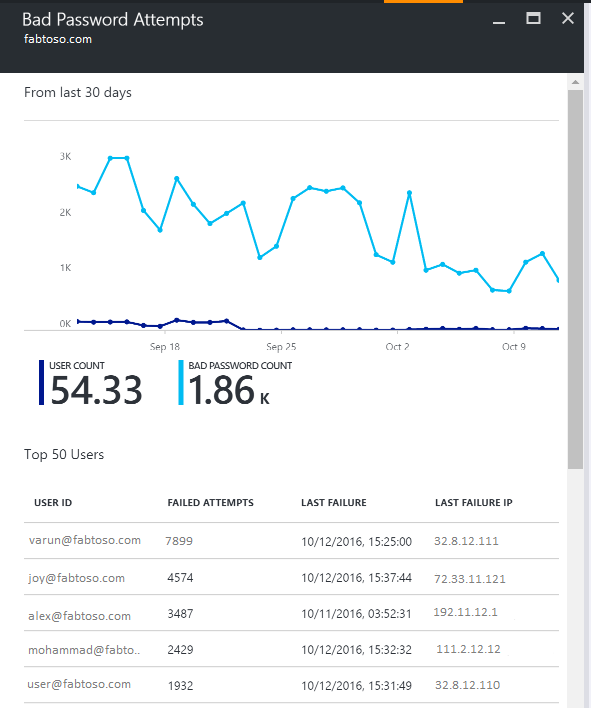 Bad Password Attempts
fabtoso.com
From last 30 days
3K
2K
1K
0K
Sep 18 Sep 25 Oct 2 Oct 9
USER COUNT BAD PASSWORD COUNT
54.33 1.86 K
Top 50 Users
USER ID FAILED ATTEMPTS LAST FAILURE LAST FAILURE IP
varun@fabtoso.com 7899 10/12/2016, 15:25:00 32.8.12.111
joy@fabtoso.com 4574 10/12/2016, 15:37:44 72.33.11.121
alex@fabtoso.com 3487 10/11/2016, 03:52:31 192.11.12.1
mohammad@fabto.. 2429 10/12/2016, 15:32:32 111.2.12.12
user@fabtoso.com 1932 10/12/2016, 15:31:49 32.8.12.110